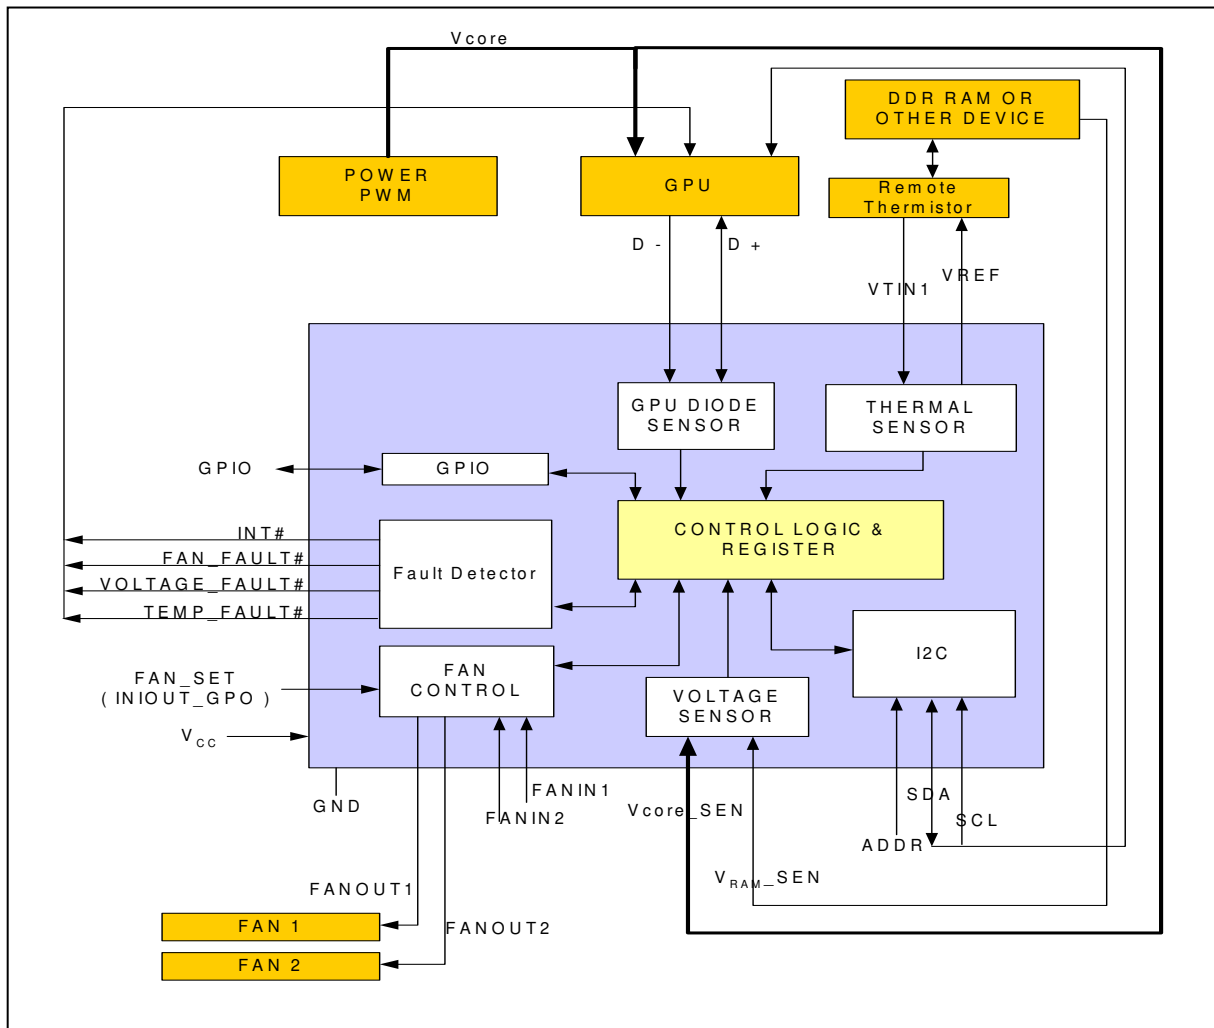 Vcore
DDR RAM OR
OTHER DEVICE
POWER
PWM
GPU
Remote
Thermistor
D -
D +
VTIN1
VREF
GPU DIODE
SENSOR
THERMAL
SENSOR
GPIO
GPIO
CONTROL LOGIC &
REGISTER
INT#
FAN_FAULT#
VOLTAGE_FAULT#
TEMP_FAULT#
Fault Detector
I2C
FAN_SET
( INIOUT_GPO )
FAN
CONTROL
VOLTAGE
SENSOR
VCC
GND
FANIN1
FANIN2
Vcore_SEN
SDA
SCL
ADDR
VRAM_SEN
FANOUT1
FANOUT2
FAN 1
FAN 2